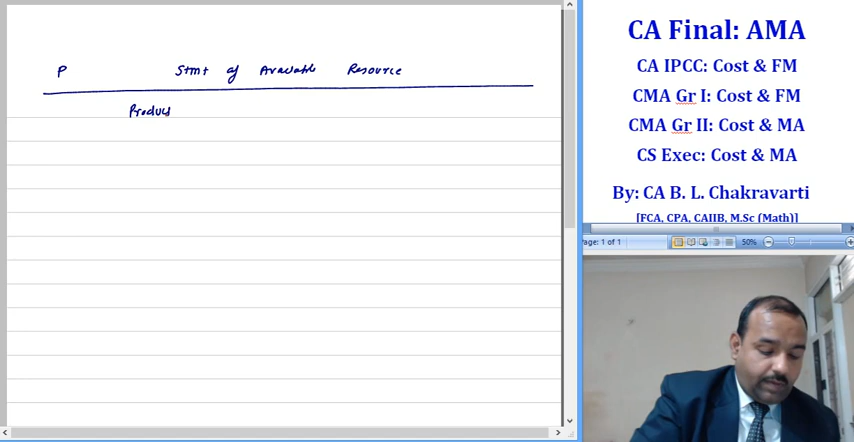 P Stmt of Available Resource
Product
CA Final: AMA
CA IPCC: Cost & FM
CMA Gr I: Cost & FM
CMA Gr II: Cost & MA
CS Exec: Cost & MA
By: CA B. L. Chakravarti
[FCA, CPA, CAIIB, M.Sc (Math)]
age: 1 of 1 50%